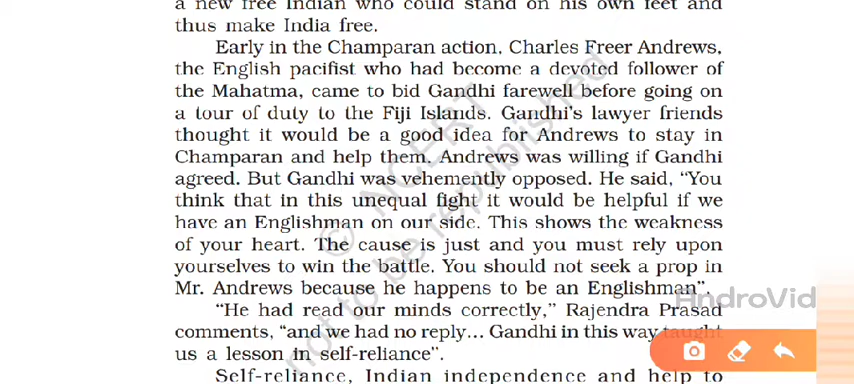 a new free Indian who could stand on his own feet and
thus make India free.
Early in the Champaran action, Charles Freer Andrews,
the English pacifist who had become a devoted follower of
the Mahatma, came to bid Gandhi farewell before going on
a tour of duty to the Fiji Islands. Gandhi's lawyer friends
thought it would be a good idea for Andrews to stay in
Champaran and help them. Andrews was willing if Gandhi
agreed. But Gandhi was vehemently opposed. He said, “You
think that in this unequal fight it would be helpful if we
have an Englishman on our side. This shows the weakness
of your heart. The cause is just and you must rely upon
yourselves to win the battle. You should not seek a prop in
Mr. Andrews because he happens to be an Englishman”.
“He had read our minds correctly,” Rajendra Prasad
comments, “and we had no reply... Gandhi in this way taught
us a lesson in self-reliance”.
Self-reliance, Indian independence and help to
© NCERT
not to be republished
AndroVid